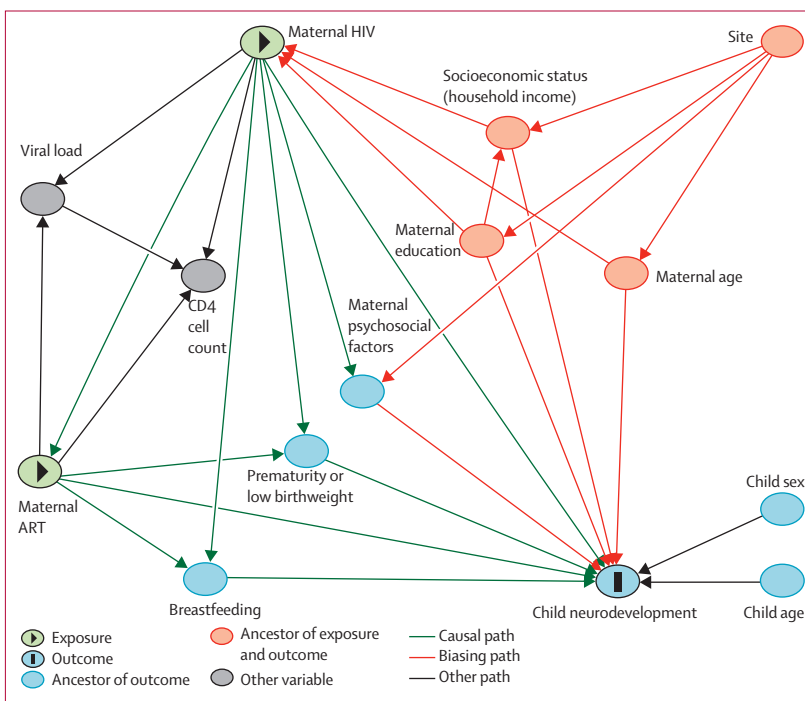 Maternal HIV
Site
Socioeconomic status
(household income)
Viral load
Maternal
education
Maternal age
CD4
cell
count
Maternal
psychosocial
factors
Prematurity or
low birthweight
Maternal
ART
Child sex
Breastfeeding
Child neurodevelopment
Child age
Exposure
Outcome
Ancestor of outcome
Ancestor of exposure
and outcome
Other variable
Causal path
Biasing path
Other path